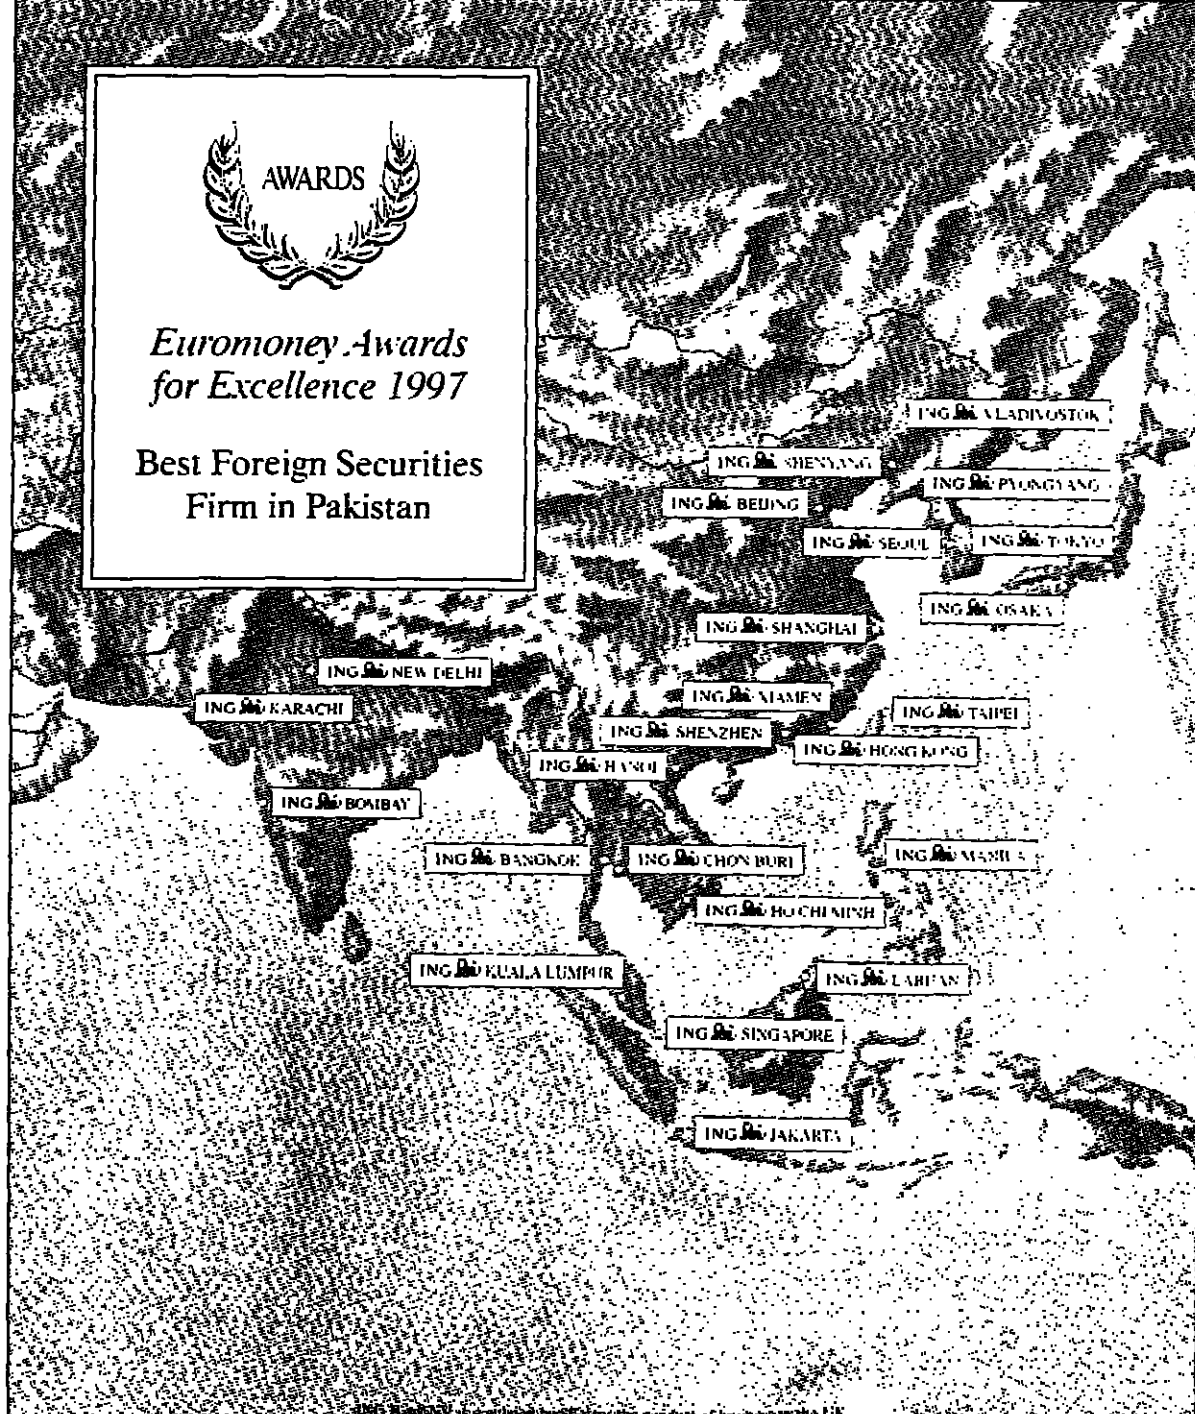 AWARDS
Euromoney Awards
for Excellence 1997
Best Foreign Securities
Firm in Pakistan
ING VLADIVOSTOK
ING SHENYANG
ING PYONGYANG
ING BEIJING
ING SEOUL
ING TOKYO
ING OSAKA
ING SHANGHAI
ING NEW DELHI
ING XIAMEN
ING KARACHI
ING TAIPEI
ING SHENZHEN
ING HONG KONG
ING HANOI
ING BOMBAY
ING BANGKOK
ING CHON BURI
ING MANILA
ING HO CHI MINH
ING KUALA LUMPUR
ING LABUAN
ING SINGAPORE
ING JAKARTA